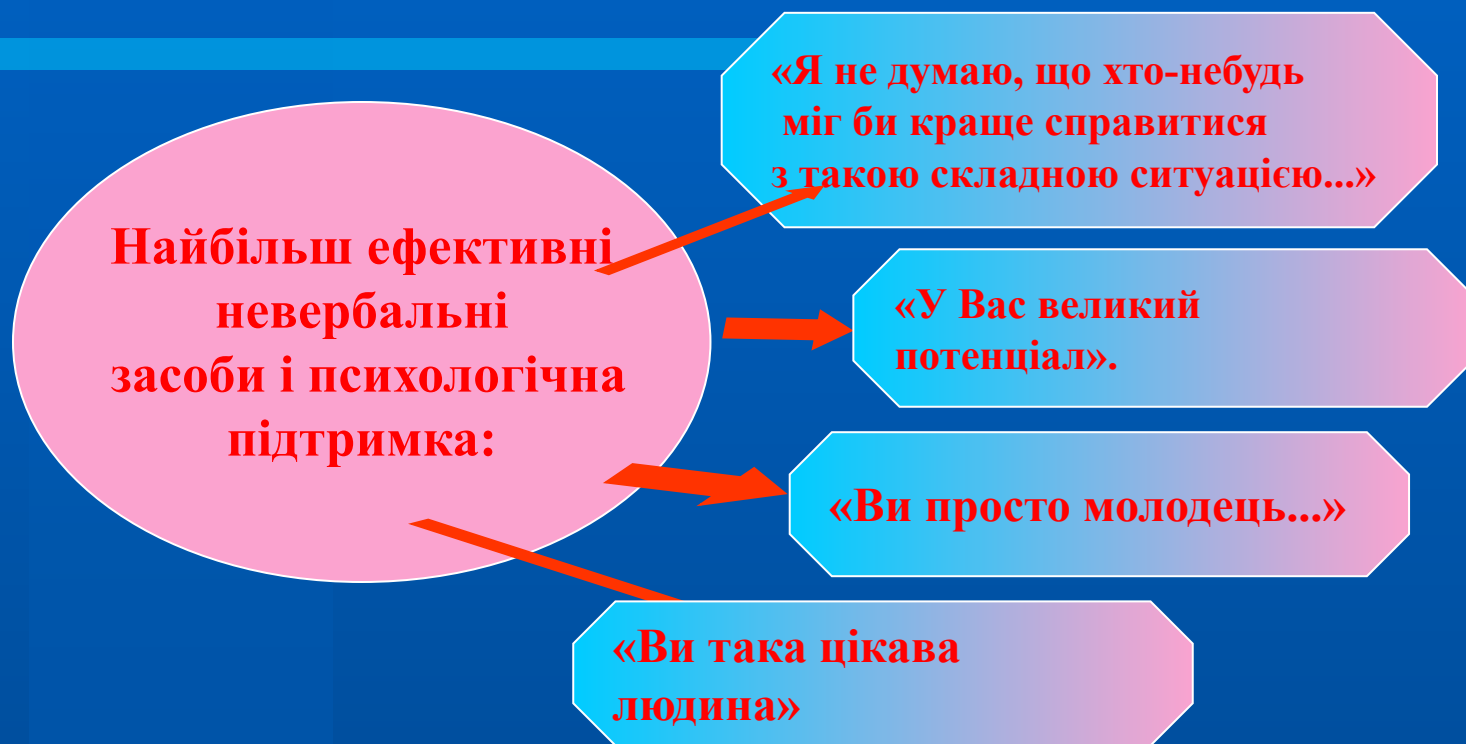 Найбільш ефективні
невербальні
засоби і психологічна
підтримка:
«Я не думаю, що хто-небудь
міг би краще справитися
з такою складною ситуацією...»
«У Вас великий
потенціал».
«Ви просто молодець...»
«Ви така цікава
людина»